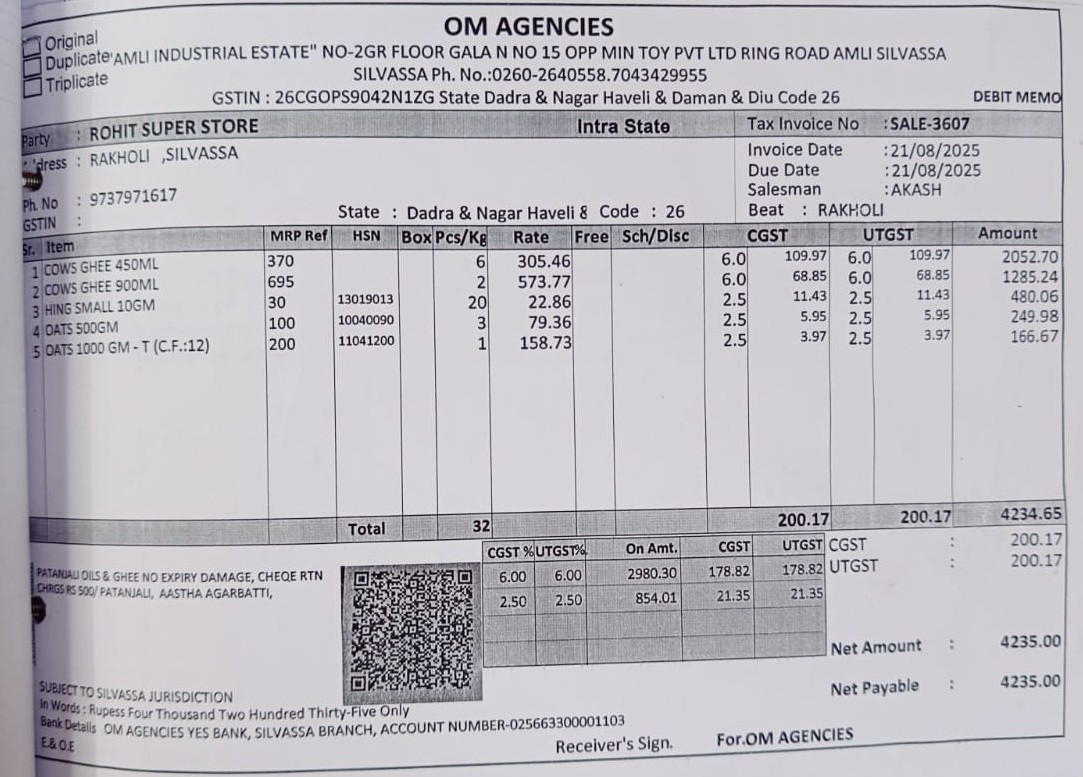 OM AGENCIES
Original
Duplicate "AMLI INDUSTRIAL ESTATE" NO-2GR FLOOR GALA N NO 15 OPP MIN TOY PVT LTD RING ROAD AMLI SILVASSA
Triplicate
SILVASSA Ph. No.:0260-2640558.7043429955
GSTIN : 26CGOPS9042N1ZG State Dadra & Nagar Haveli & Daman & Diu Code 26 DEBIT MEMO
Party : ROHIT SUPER STORE Intra State Tax Invoice No :SALE-3607
dress : RAKHOLI ,SILVASSA Invoice Date :21/08/2025
Due Date :21/08/2025
Ph. No : 9737971617 Salesman :AKASH
GSTIN : State : Dadra & Nagar Haveli & Code : 26 Beat : RAKHOLI
Sr. Item MRP Ref HSN Box Pcs/Kg Rate Free Sch/Disc CGST UTGST Amount
1 COWS GHEE 450ML 370 6 305.46 6.0 109.97 6.0 109.97 2052.70
2 COWS GHEE 900ML 695 2 573.77 6.0 68.85 6.0 68.85 1285.24
3 HING SMALL 10GM 30 13019013 20 22.86 2.5 11.43 2.5 11.43 480.06
4 OATS 500GM 100 10040090 3 79.36 2.5 5.95 2.5 5.95 249.98
5 OATS 1000 GM - T (C.F.:12) 200 11041200 1 158.73 2.5 3.97 2.5 3.97 166.67
Total 32 200.17 200.17 4234.65
CGST % UTGST% On Amt. CGST UTGST CGST : 200.17
6.00 6.00 2980.30 178.82 178.82 UTGST : 200.17
2.50 2.50 854.01 21.35 21.35
PATANJALI OILS & GHEE NO EXPIRY DAMAGE, CHEQE RTN
CHRGS RS 500/ PATANJALI, AASTHA AGARBATTI,
Net Amount : 4235.00
Net Payable : 4235.00
SUBJECT TO SILVASSA JURISDICTION
In Words : Rupess Four Thousand Two Hundred Thirty-Five Only
Bank Details OM AGENCIES YES BANK, SILVASSA BRANCH, ACCOUNT NUMBER-025663300001103
E.& O.E Receiver's Sign. For.OM AGENCIES